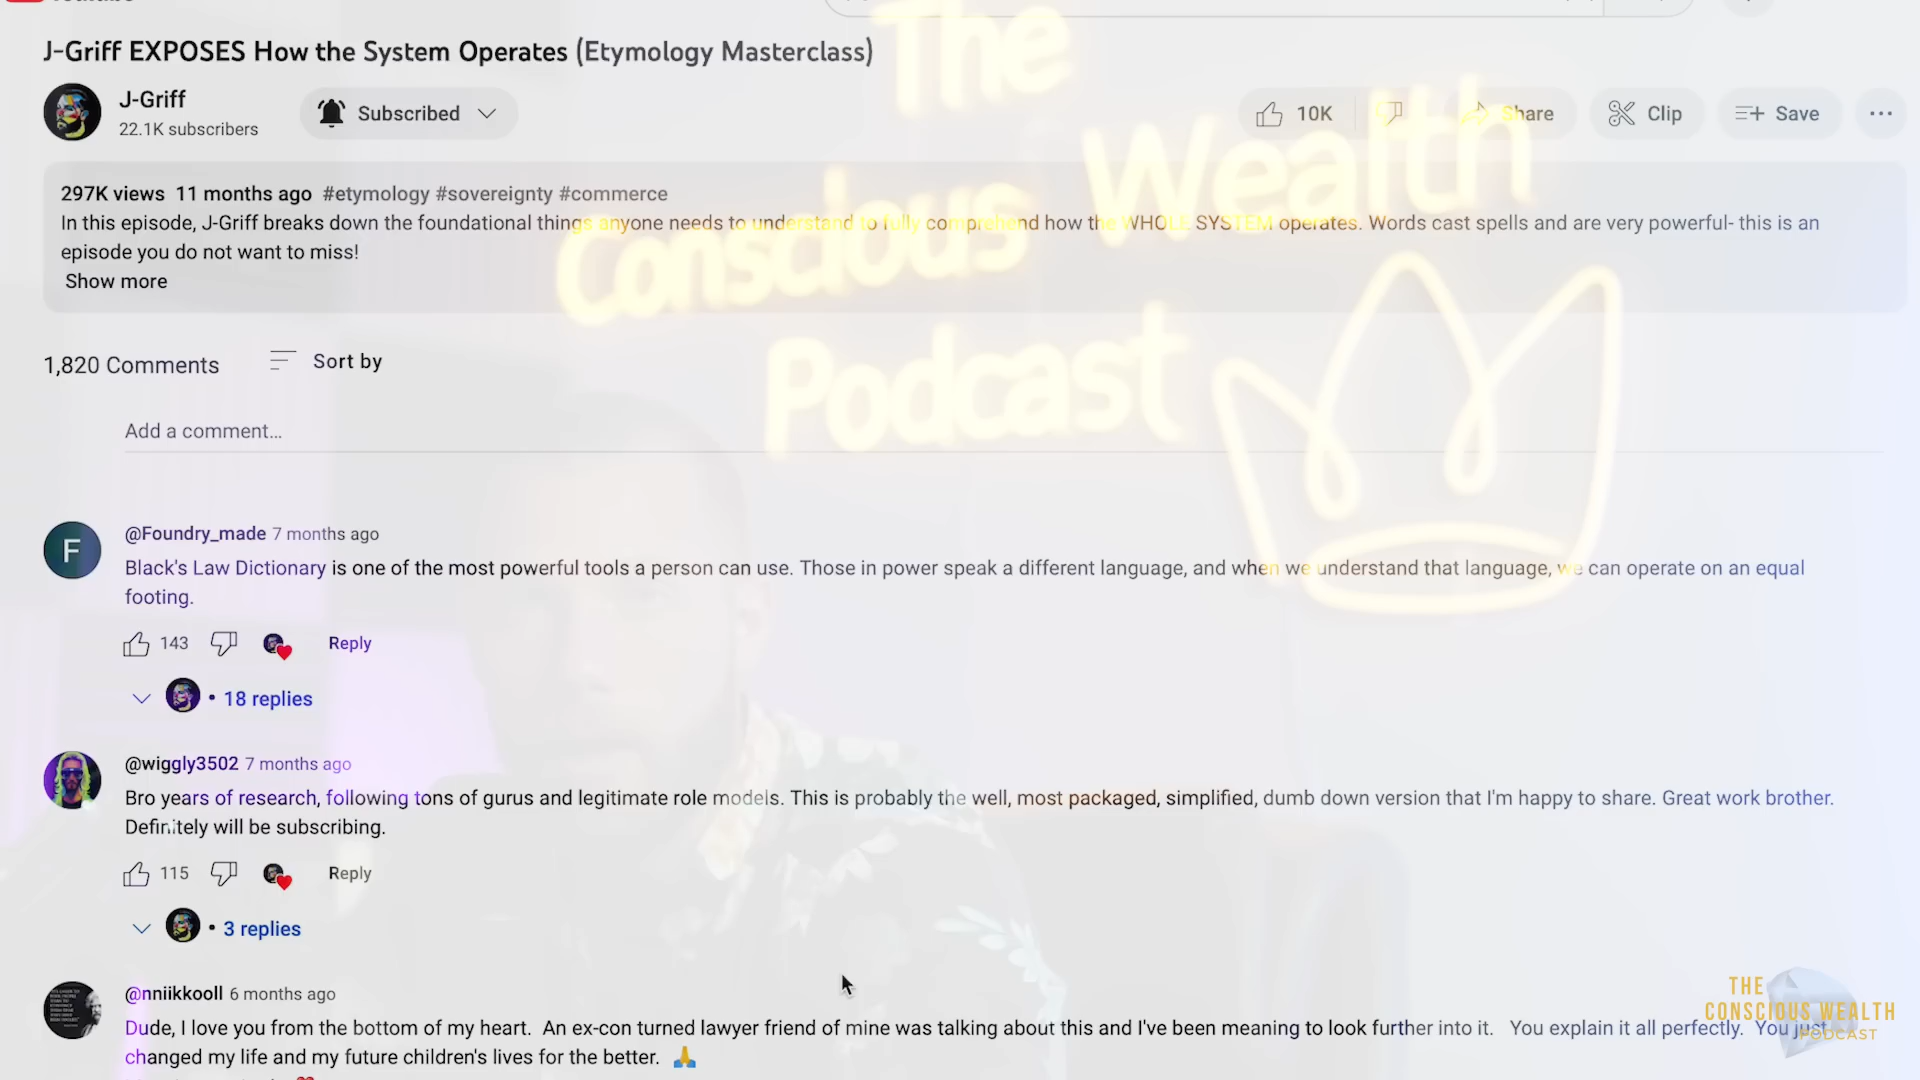 J-Griff EXPOSES How the System Operates (Etymology Masterclass)
J-Griff
22.1K subscribers
Subscribed
10K
Share
Clip
Save
297K views 11 months ago #etymology #sovereignty #commerce
In this episode, J-Griff breaks down the foundational things anyone needs to understand to fully comprehend how the WHOLE SYSTEM operates. Words cast spells and are very powerful- this is an
episode you do not want to miss!
Show more
The
Conscious Wealth
Podcast
1,820 Comments
Sort by
Add a comment...
F
@Foundry_made 7 months ago
Black's Law Dictionary is one of the most powerful tools a person can use. Those in power speak a different language, and when we understand that language, we can operate on an equal
footing.
143
Reply
• 18 replies
@wiggly3502 7 months ago
Bro years of research, following tons of gurus and legitimate role models. This is probably the well, most packaged, simplified, dumb down version that I'm happy to share. Great work brother.
Definitely will be subscribing.
115
Reply
• 3 replies
@nniikkooll 6 months ago
Dude, I love you from the bottom of my heart. An ex-con turned lawyer friend of mine was talking about this and I've been meaning to look further into it. You explain it all perfectly. You just
changed my life and my future children's lives for the better. 🙏
THE
CONSCIOUS WEALTH
PODCAST